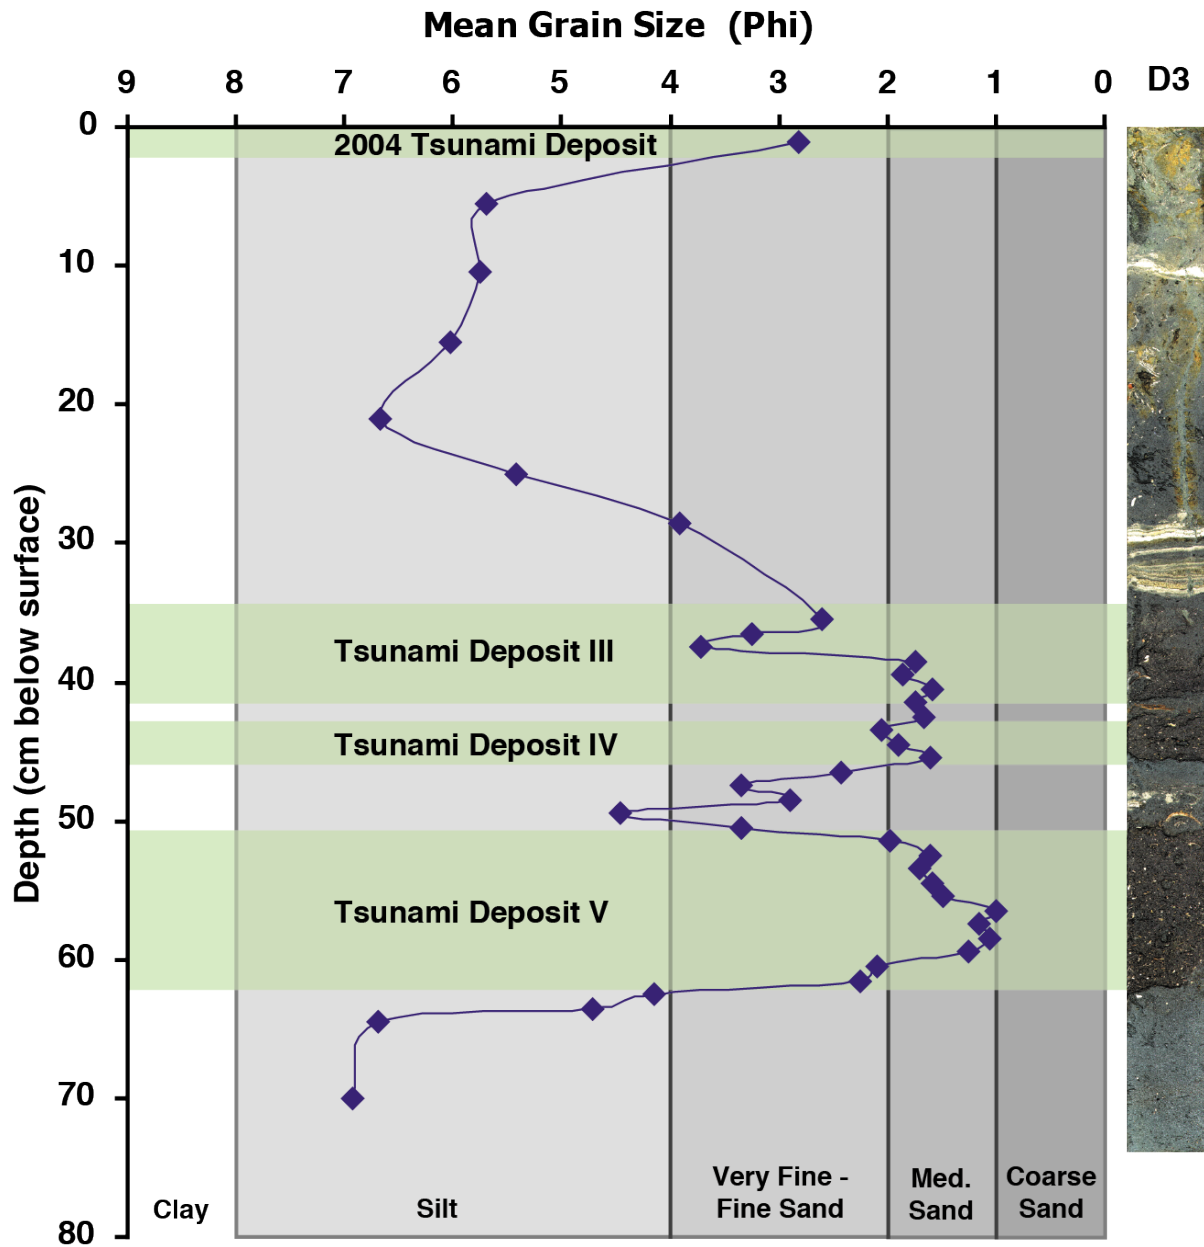 Mean Grain Size (Phi)
9 8 7 6 5 4 3 2 1 0 D3
0
2004 Tsunami Deposit
10
20
30
Tsunami Deposit III
40
Tsunami Deposit IV
50
Tsunami Deposit V
60
70
80
Depth (cm below surface)
Clay
Silt
Very Fine -
Fine Sand
Med.
Sand
Coarse
Sand